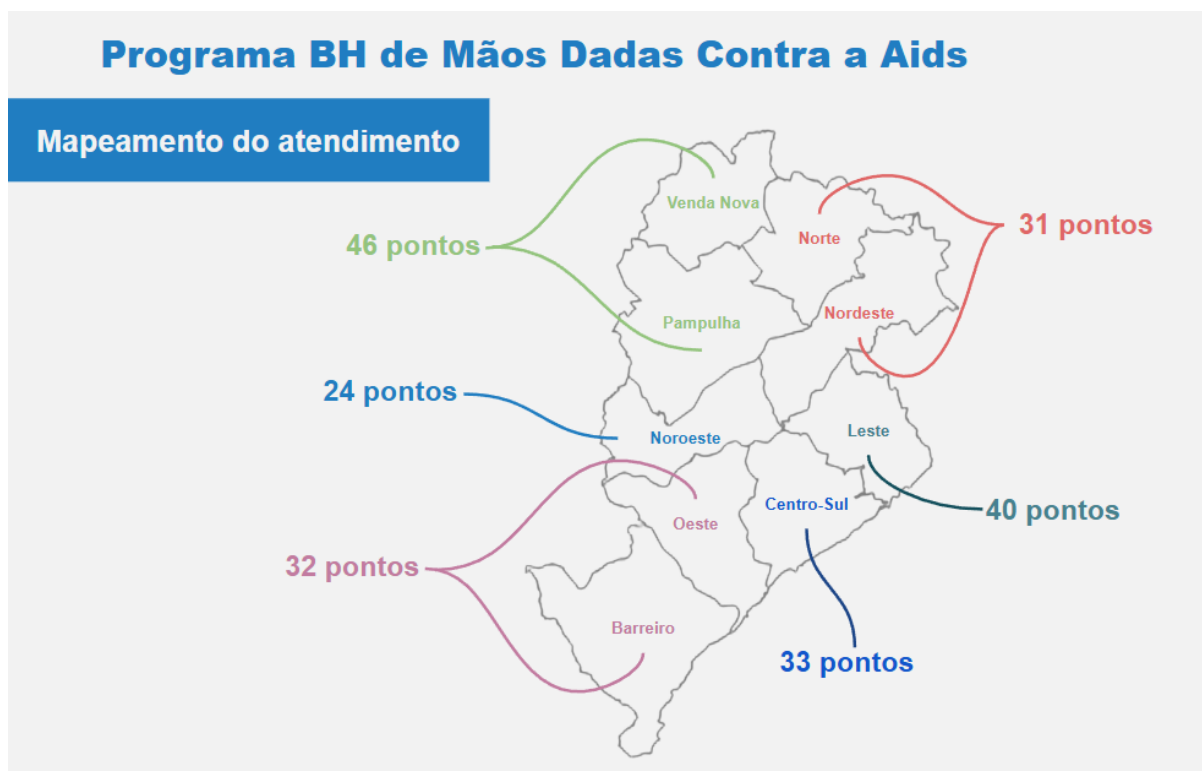 Programa BH de Mãos Dadas Contra a Aids
Mapeamento do atendimento
Venda Nova
46 pontos
Norte
31 pontos
Nordeste
Pampulha
24 pontos
Noroeste
Leste
Centro-Sul
40 pontos
Oeste
32 pontos
Barreiro
33 pontos